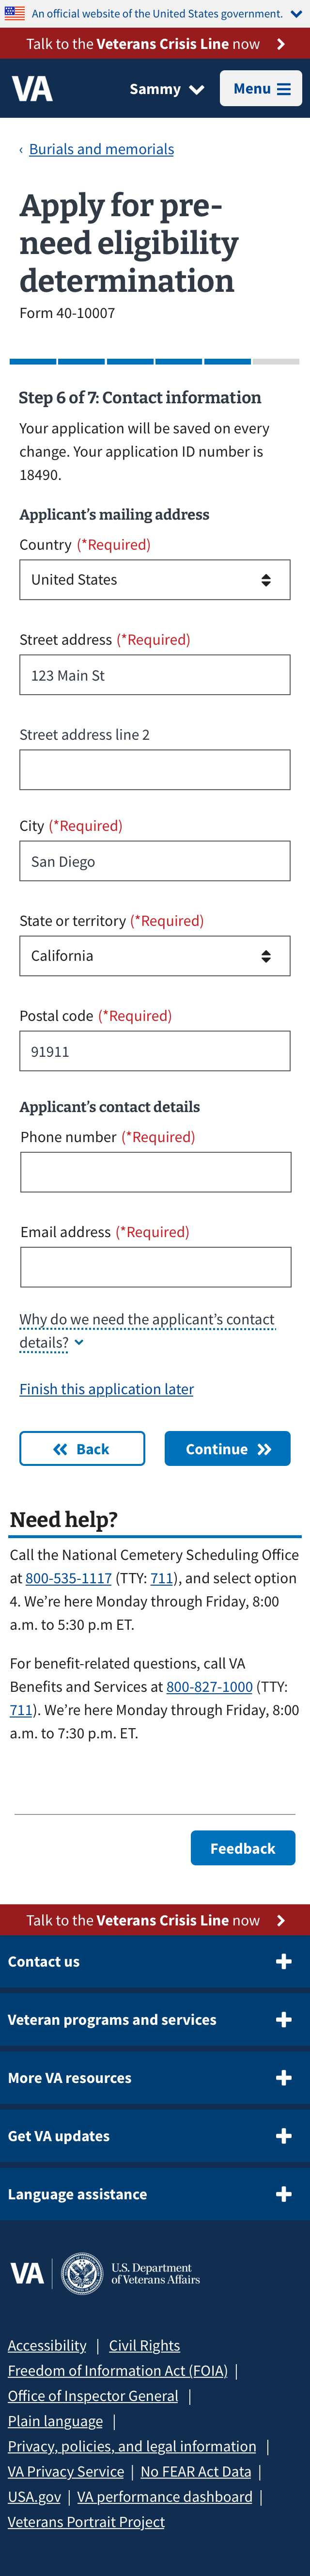 An official website of the United States government.
Talk to the Veterans Crisis Line now
VA
Sammy
Menu
‹ Burials and memorials
Apply for pre-
need eligibility
determination
Form 40-10007
Step 6 of 7: Contact information
Your application will be saved on every
change. Your application ID number is
18490.
Applicant’s mailing address
Country (*Required)
United States
Street address (*Required)
123 Main St
Street address line 2
City (*Required)
San Diego
State or territory (*Required)
California
Postal code (*Required)
91911
Applicant’s contact details
Phone number (*Required)
Email address (*Required)
Why do we need the applicant’s contact
details?
Finish this application later
Back
Continue
Need help?
Call the National Cemetery Scheduling Office
at 800-535-1117 (TTY: 711), and select option
4. We’re here Monday through Friday, 8:00
a.m. to 5:30 p.m ET.
For benefit-related questions, call VA
Benefits and Services at 800-827-1000 (TTY:
711). We’re here Monday through Friday, 8:00
a.m. to 7:30 p.m. ET.
Feedback
Talk to the Veterans Crisis Line now
Contact us
Veteran programs and services
More VA resources
Get VA updates
Language assistance
VA
U.S. Department
of Veterans Affairs
Accessibility | Civil Rights
Freedom of Information Act (FOIA) |
Office of Inspector General |
Plain language |
Privacy, policies, and legal information |
VA Privacy Service | No FEAR Act Data |
USA.gov | VA performance dashboard |
Veterans Portrait Project